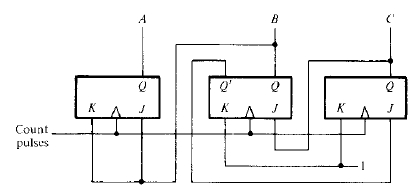 A B C
Q Q' Q Q
K J K J K J
Count
pulses
1